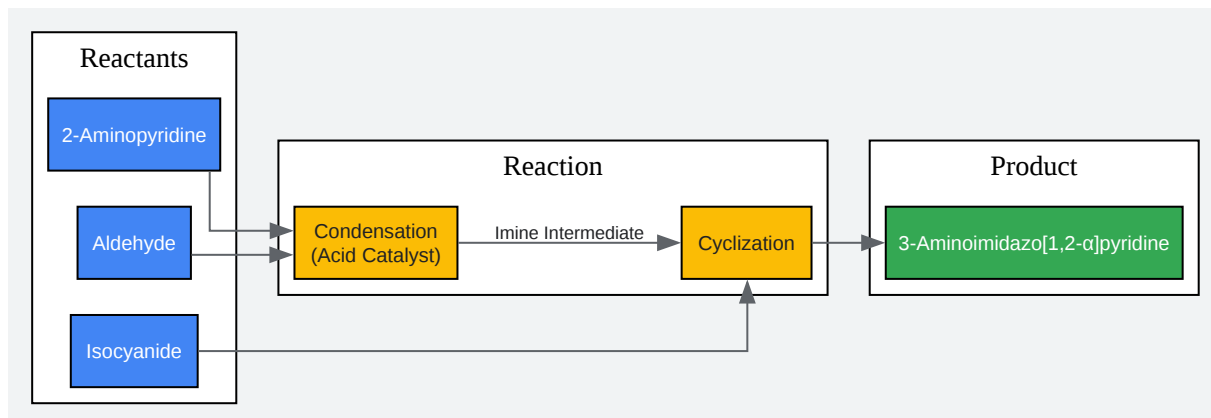 Reactants
2-Aminopyridine
Aldehyde
Isocyanide
Reaction
Condensation
(Acid Catalyst)
Imine Intermediate
Cyclization
Product
3-Aminoimidazo[1,2-α]pyridine